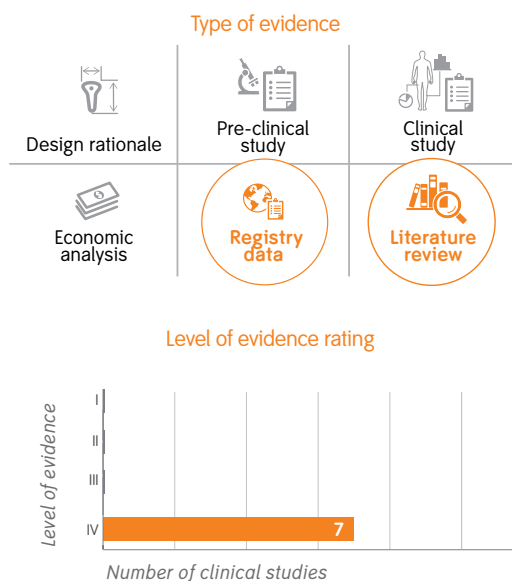 Type of evidence
Design rationale
Pre-clinical
study
Clinical
study
Economic
analysis
Registry
data
Literature
review
Level of evidence rating
Level of evidence
I
II
III
IV
7
Number of clinical studies